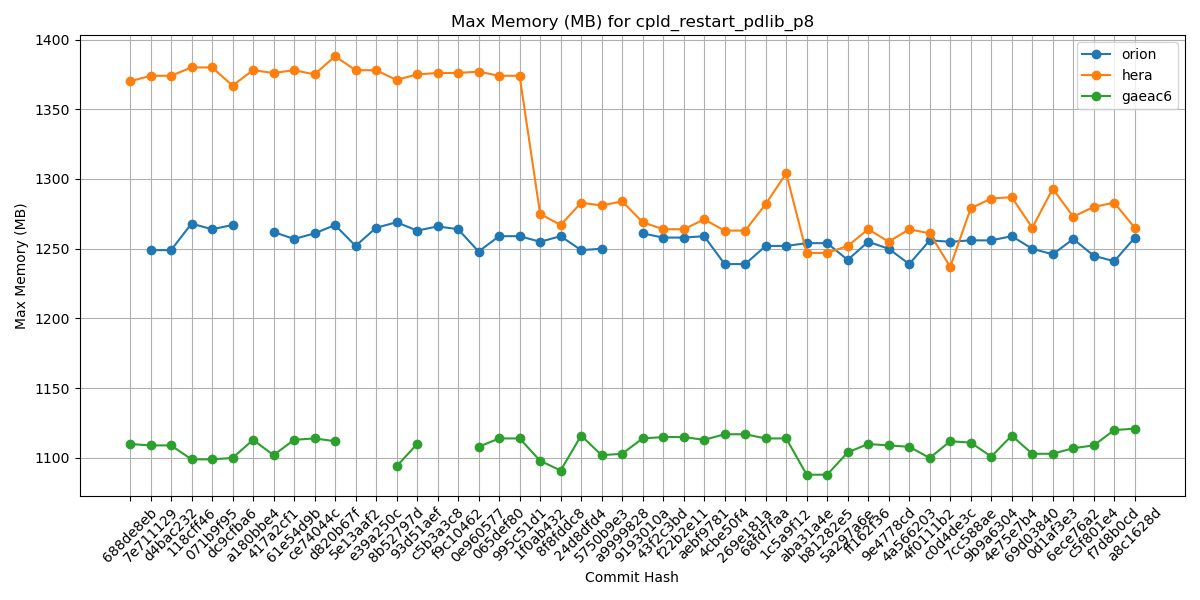 Max Memory (MB) for cpld_restart_pdlib_p8
orion
hera
gaeac6
Max Memory (MB)
1400
1350
1300
1250
1200
1150
1100
688de8eb
7e711129
d4bac232
118cff46
071b9f95
dc9cfba6
a180bbe4
417a2cf1
61e54d9b
ce74044c
d820b67f
5e13aaf2
e39a250c
8b52797d
93d51aef
c5b3a3c8
f9c10462
0e960577
065def80
995c51d1
1f0ab432
8f8fddc8
24d8dfd4
5750b9e3
a9999828
9193010a
43f2c3bd
f22b2e11
aebf9781
4cbe50f4
269e181a
68fd7faa
1c5a9f12
aba31a4e
b81282e5
5a297a6e
ff162f36
9e4778cd
4a566203
4f0111b2
c0d4de3c
7cc588ae
9b9a6304
4e75e7b4
69d03840
0d1af3e3
6ece76a2
c5f801e4
f7d8b0cd
a8c1628d
Commit Hash